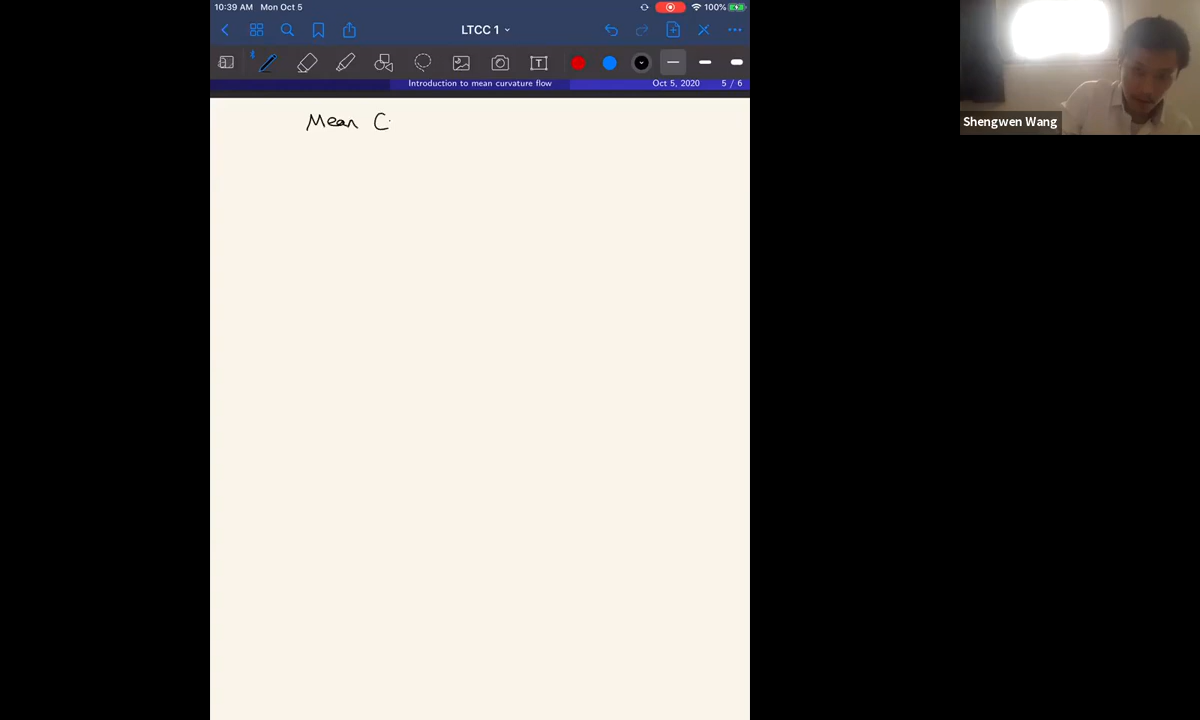 10:39 AM Mon Oct 5
100%
LTCC 1
T
Introduction to mean curvature flow
Oct 5, 2020
5 / 6
Mean C
Shengwen Wang